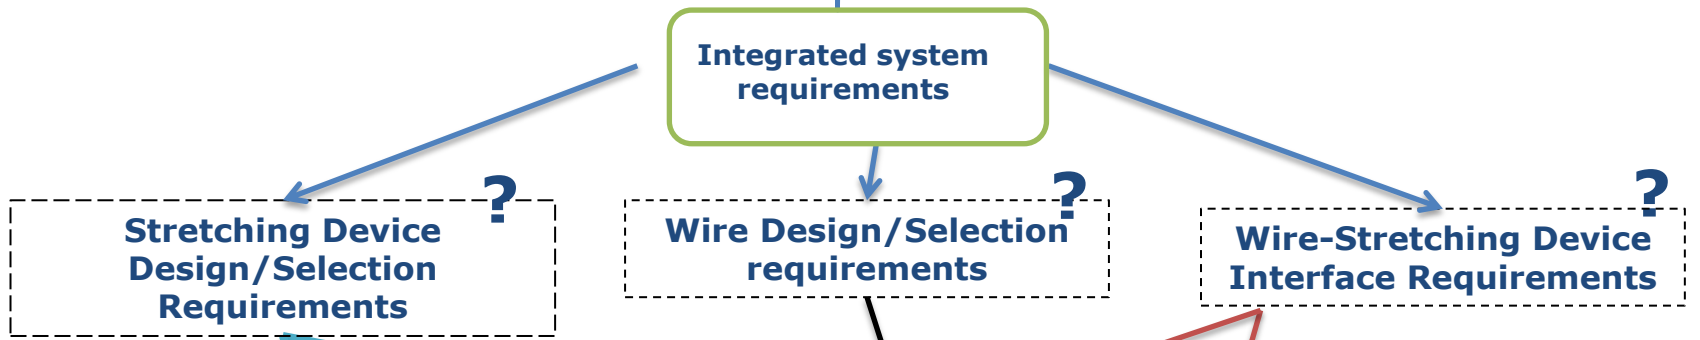 Integrated system
requirements
?
?
?
Stretching Device
Design/Selection
Requirements
Wire Design/Selection
requirements
Wire-Stretching Device
Interface Requirements